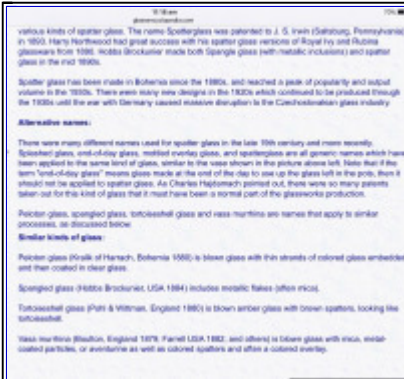 11:18 am
70%
various kinds of spatter glass. The name Spatterglass was patented to J. S. Irwin (Saltsburg, Pennsylvania)
in 1893. Harry Northwood had great success with his spatter glass versions of Royal Ivy and Rubina
glassware from 1890. Hobbs Brockunier made both Spangle glass (with metallic inclusions) and spatter
glass in the mid 1880s.
Spatter glass has been made in Bohemia since the 1880s, and reached a peak of popularity and output
volume in the 1930s. There were many new designs in the 1920s which continued to be produced through
the 1930s until the war with Germany caused massive disruption to the Czechoslovakian glass industry.
Alternative names:
There were many different names used for spatter glass in the late 19th century and more recently.
Splashed glass, end-of-day glass, mottled overlay glass, and spatterglass are all generic names which have
been applied to the same kind of glass, similar to the vase shown in the picture above left. Note that if the
term "end-of-day glass" means glass made at the end of the day to use up the glass left in the pots, then it
should not be applied to spatter glass. As Charles Hajdamach pointed out, there were so many patents
taken out for this kind of glass that it must have been a normal part of the glassworks production.
Peloton glass, spangled glass, tortoiseshell glass and vasa murrhina are names that apply to similar
processes, as discussed below.
Similar kinds of glass:
Peloton glass (Kralik of Harrach, Bohemia 1880) is blown glass with thin strands of colored glass embedded
and then coated in clear glass.
Spangled glass (Hobbs Brockunier, USA 1884) includes metallic flakes (often mica).
Tortoiseshell glass (Pohl & Wittman, England 1880) is blown amber glass with brown spatters, looking like
tortoiseshell.
Vasa murrhina (Boulton, England 1878, Farrell USA 1882, and others) is blown glass with mica, metal-
coated particles, or aventurine as well as colored spatters and often a colored overlay.